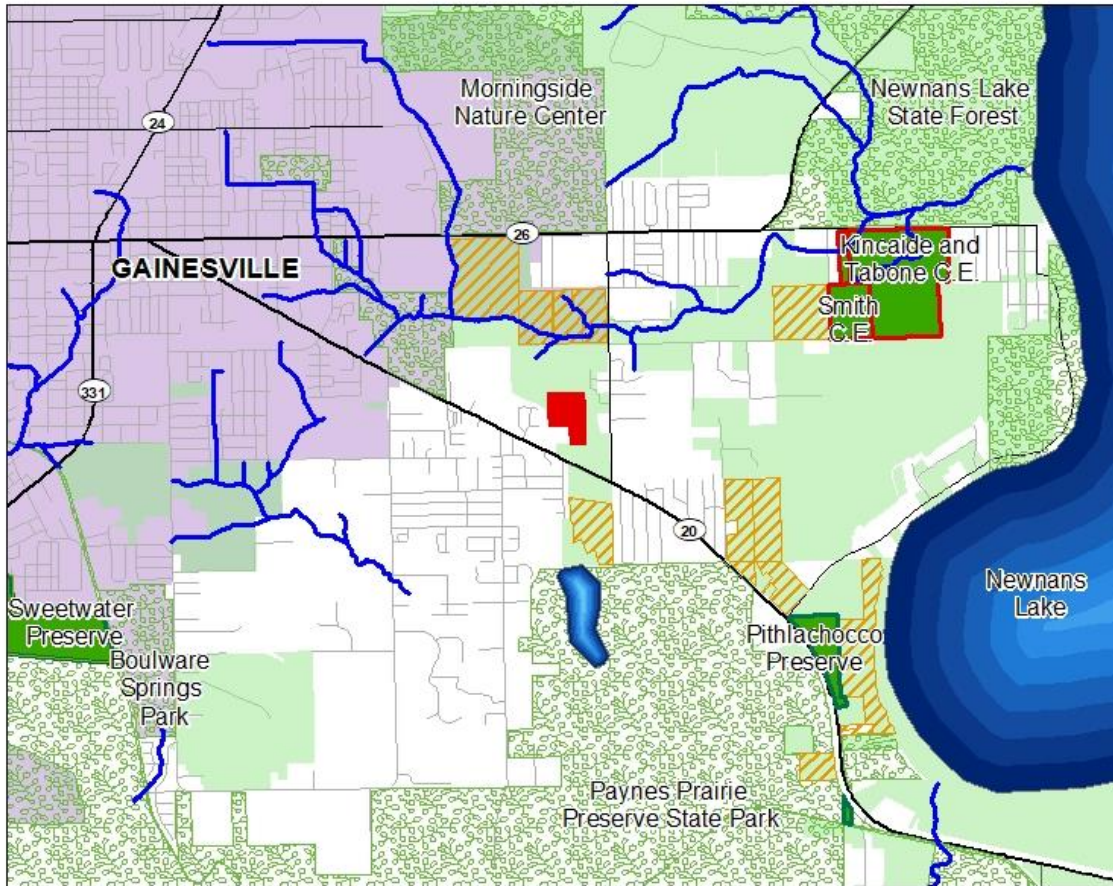 Morningside
Nature Center
Newnans Lake
State Forest
24
26
GAINESVILLE
Kincaide and
Tabone C.E.
Smith
C.E.
331
20
Newnans
Lake
Sweetwater
Preserve
Boulware
Springs
Park
Pithlachocco
Preserve
Paynes Prairie
Preserve State Park